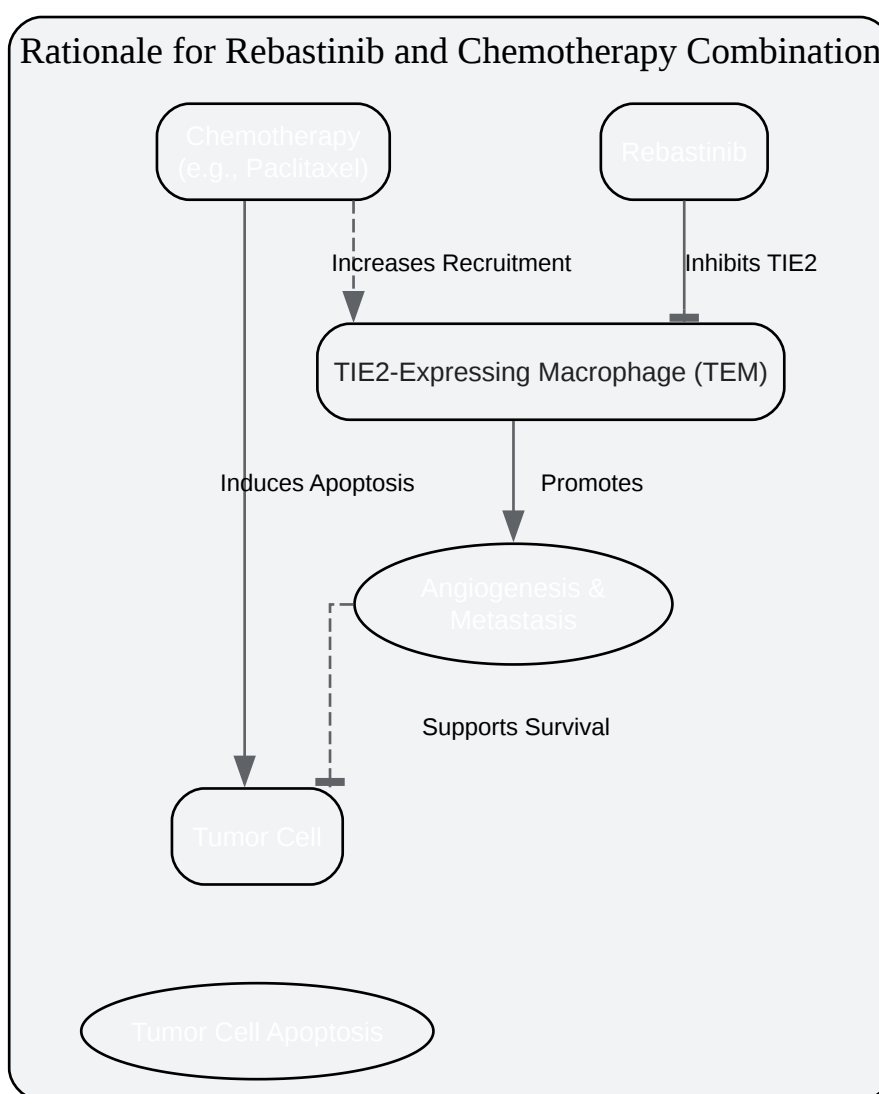 Rationale for Rebastinib and Chemotherapy Combination
Chemotherapy
(e.g., Paclitaxel)
Rebastinib
Increases Recruitment
Inhibits TIE2
TIE2-Expressing Macrophage (TEM)
Induces Apoptosis
Promotes
Angiogenesis &
Metastasis
Supports Survival
Tumor Cell
Tumor Cell Apoptosis